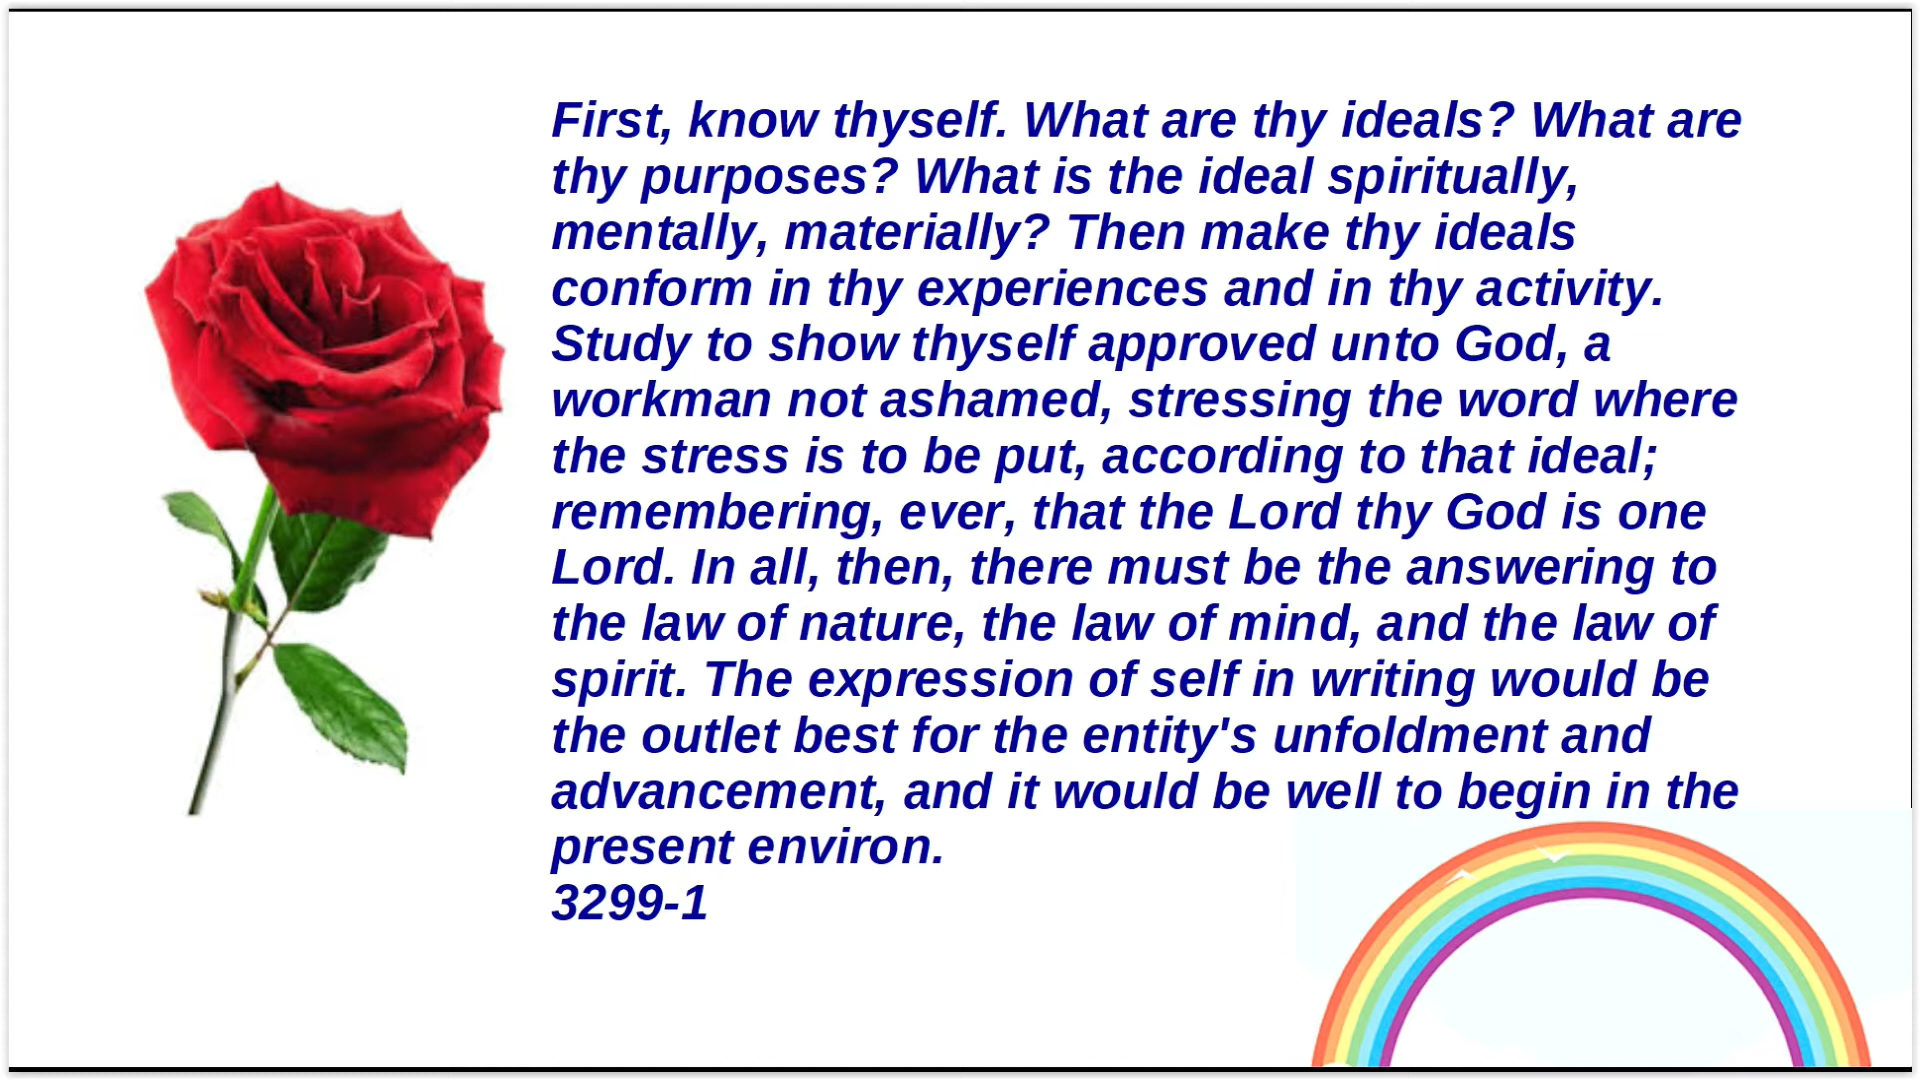 First, know thyself. What are thy ideals? What are
thy purposes? What is the ideal spiritually,
mentally, materially? Then make thy ideals
conform in thy experiences and in thy activity.
Study to show thyself approved unto God, a
workman not ashamed, stressing the word where
the stress is to be put, according to that ideal;
remembering, ever, that the Lord thy God is one
Lord. In all, then, there must be the answering to
the law of nature, the law of mind, and the law of
spirit. The expression of self in writing would be
the outlet best for the entity's unfoldment and
advancement, and it would be well to begin in the
present environ.
3299-1